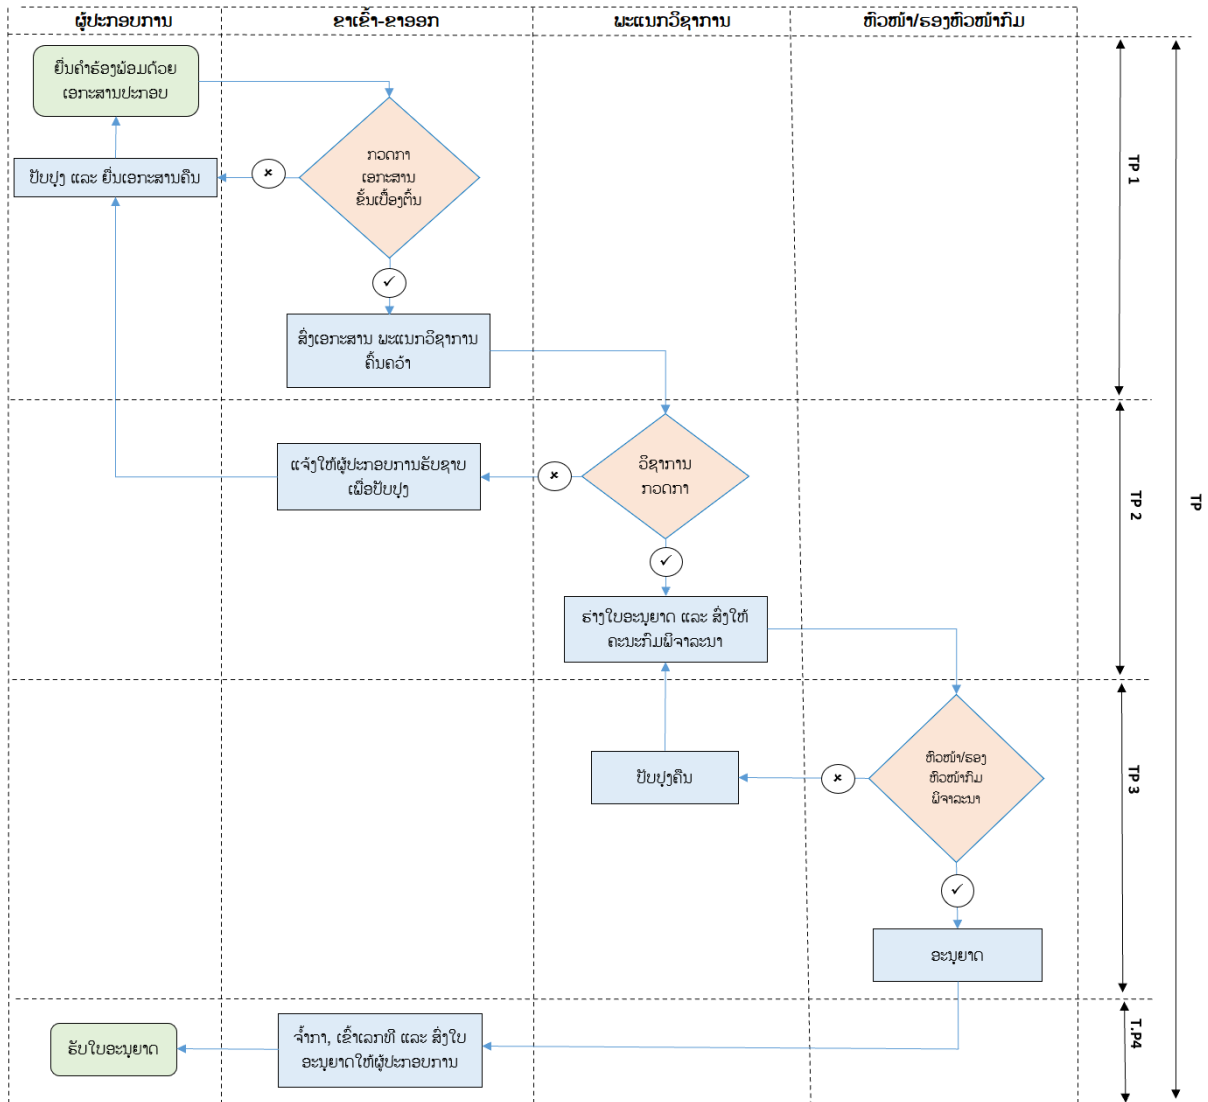 ຜູ້ປະກອບການ
ຂາເຂົ້າ-ຂາອອກ
ພະແນກວິຊາການ
ຫົວໜ້າ/ຮອງຫົວໜ້າກົມ
ຍື່ນຄຳຮ້ອງພ້ອມດ້ວຍ
ເອກະສານປະກອບ
ກວດກາ
ເອກະສານ
ຂັ້ນເບື້ອງຕົ້ນ
ປັບປຸງ ແລະ ຍື່ນເອກະສານຄືນ
TP 1
ສົ່ງເອກະສານ ພະແນກວິຊາການ
ຄົ້ນຄວ້າ
ແຈ້ງໃຫ້ຜູ້ປະກອບການຮັບຊາບ
ເພື່ອປັບປຸງ
ວິຊາການ
ກວດກາ
TP 2
TP
ຮ່າງໃບອະນຸຍາດ ແລະ ສົ່ງໃຫ້
ຄະນະກົມພິຈາລະນາ
ປັບປຸງຄືນ
ຫົວໜ້າ/ຮອງ
ຫົວໜ້າກົມ
ພິຈາລະນາ
TP 3
ອະນຸຍາດ
ຮັບໃບອະນຸຍາດ
ຈ້ຳກາ, ເຂົ້າເລກທີ ແລະ ສົ່ງໃບ
ອະນຸຍາດໃຫ້ຜູ້ປະກອບການ
T.P4